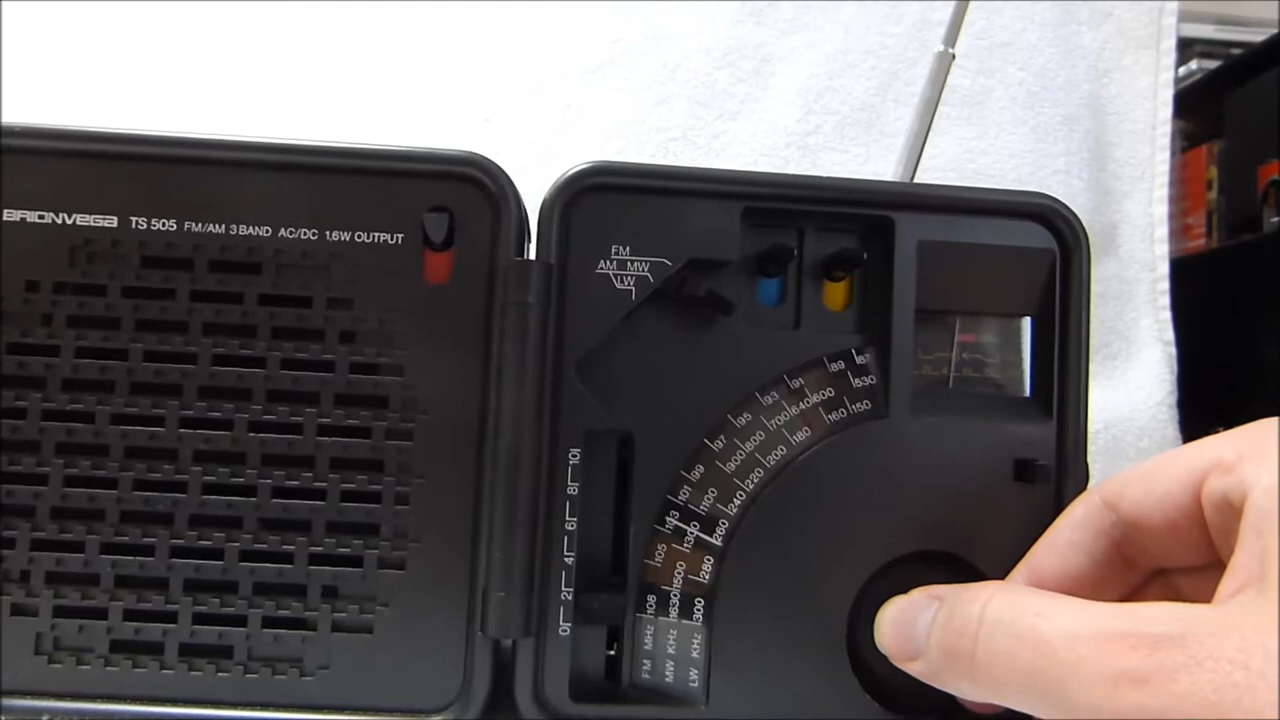 BRIONVEGA TS 505 FM/AM 3 BAND AC/DC 1,6W OUTPUT
FM
AM MW
LW
0 2 4 6 8 10
FM MHz 108 105 103 101 99 97 95 93 91 89 87
MW KHz 1630 1500 1300 1100 900 800 700 640 600 530
LW KHz 300 280 260 240 220 200 180 160 150